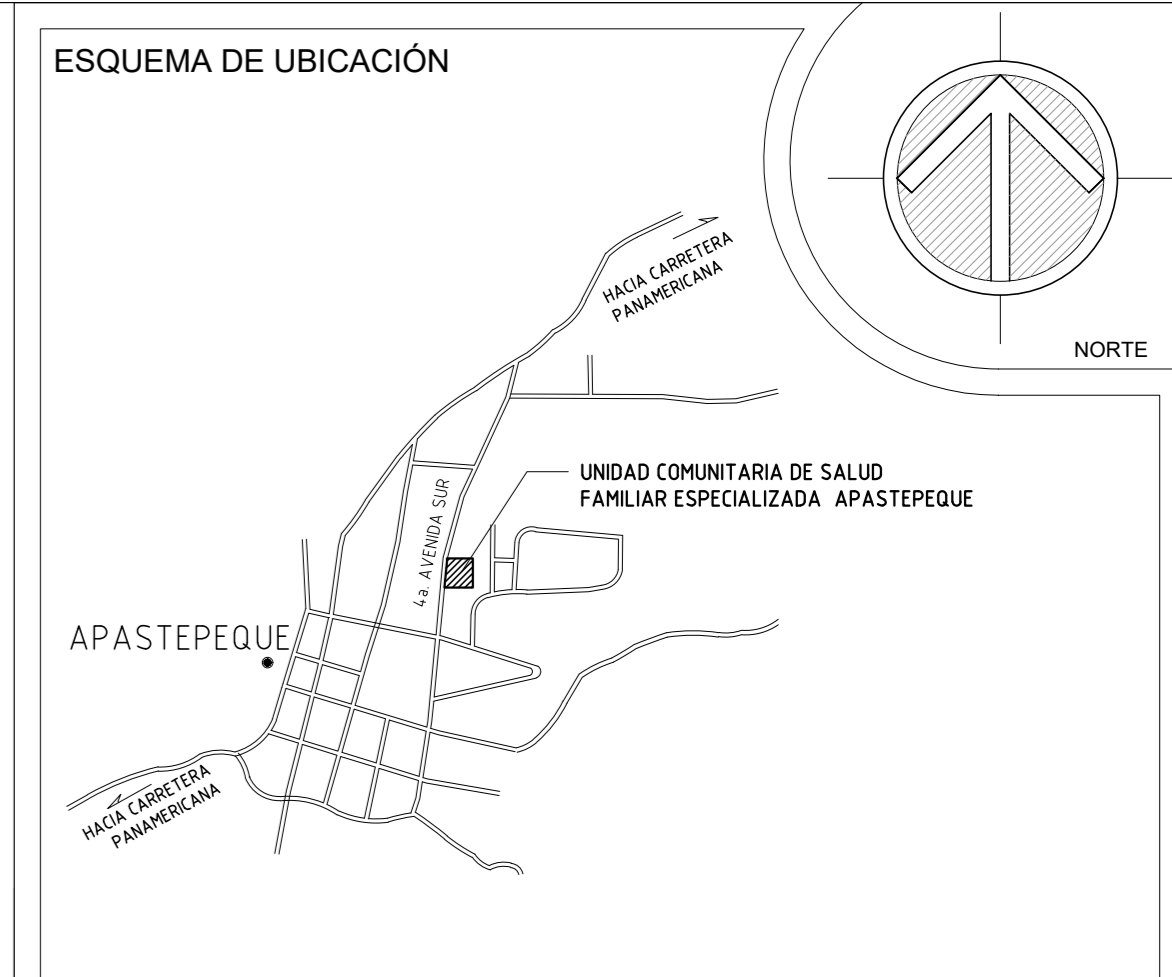 ESQUEMA DE UBICACIÓN
HACIA CARRETERA
PANAMERICANA
NORTE
UNIDAD COMUNITARIA DE SALUD
FAMILIAR ESPECIALIZADA APASTEPEQUE
4a. AVENIDA SUR
APASTEPEQUE
HACIA CARRETERA
PANAMERICANA